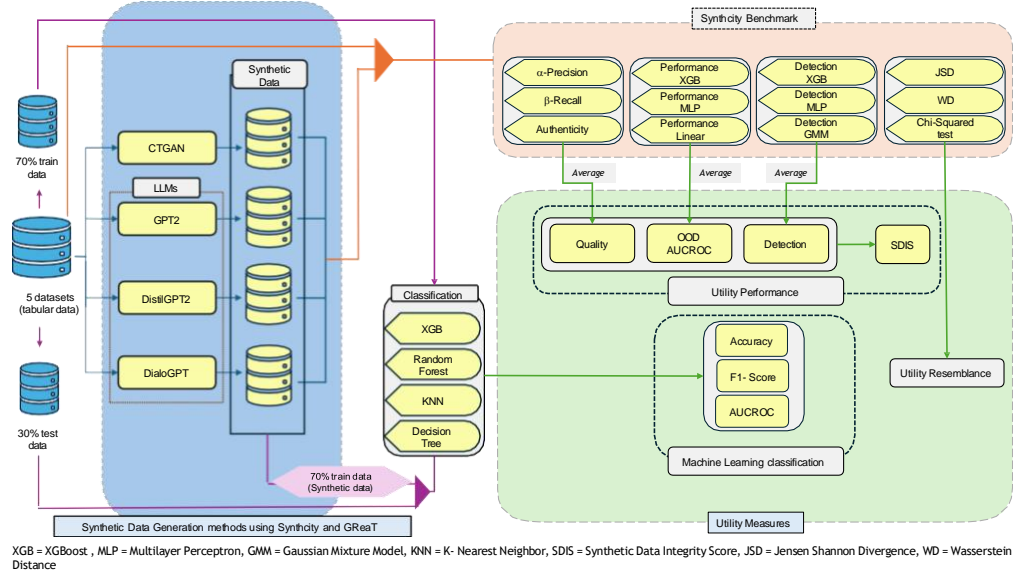 Synthcity Benchmark
Synthetic
Data
α-Precision
β-Recall
Authenticity
Performance
XGB
Performance
MLP
Performance
Linear
Detection
XGB
Detection
MLP
Detection
GMM
JSD
WD
Chi-Squared
test
70% train
data
CTGAN
LLMs
GPT2
DistilGPT2
DialoGPT
5 datasets
(tabular data)
30% test
data
Average
Average
Average
Quality
OOD
AUCROC
Detection
SDIS
Utility Performance
Classification
XGB
Random
Forest
KNN
Decision
Tree
Accuracy
F1- Score
AUCROC
Utility Resemblance
Machine Learning classification
70% train data
(Synthetic data)
Synthetic Data Generation methods using Synthcity and GReaT
Utility Measures
XGB = XGBoost , MLP = Multilayer Perceptron, GMM = Gaussian Mixture Model, KNN = K- Nearest Neighbor, SDIS = Synthetic Data Integrity Score, JSD = Jensen Shannon Divergence, WD = Wasserstein
Distance